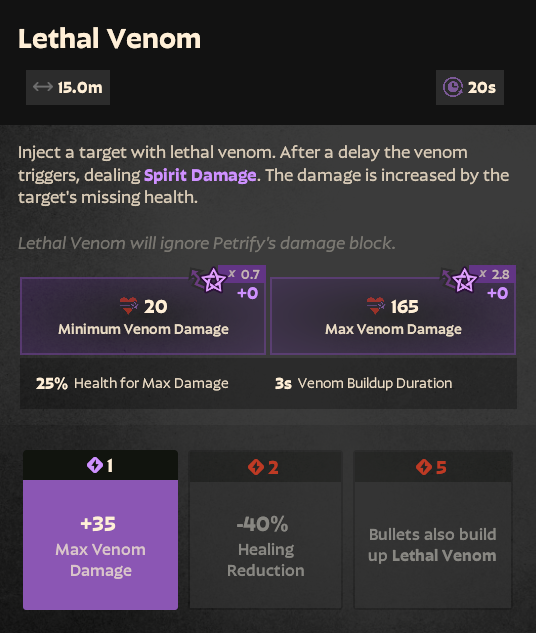 Lethal Venom
15.0m
20s
Inject a target with lethal venom. After a delay the venom
triggers, dealing Spirit Damage. The damage is increased by the
target's missing health.
Lethal Venom will ignore Petrify's damage block.
x 0.7
+0
20
Minimum Venom Damage
x 2.8
+0
165
Max Venom Damage
25% Health for Max Damage
3s Venom Buildup Duration
1
+35
Max Venom
Damage
2
-40%
Healing
Reduction
5
Bullets also build
up Lethal Venom